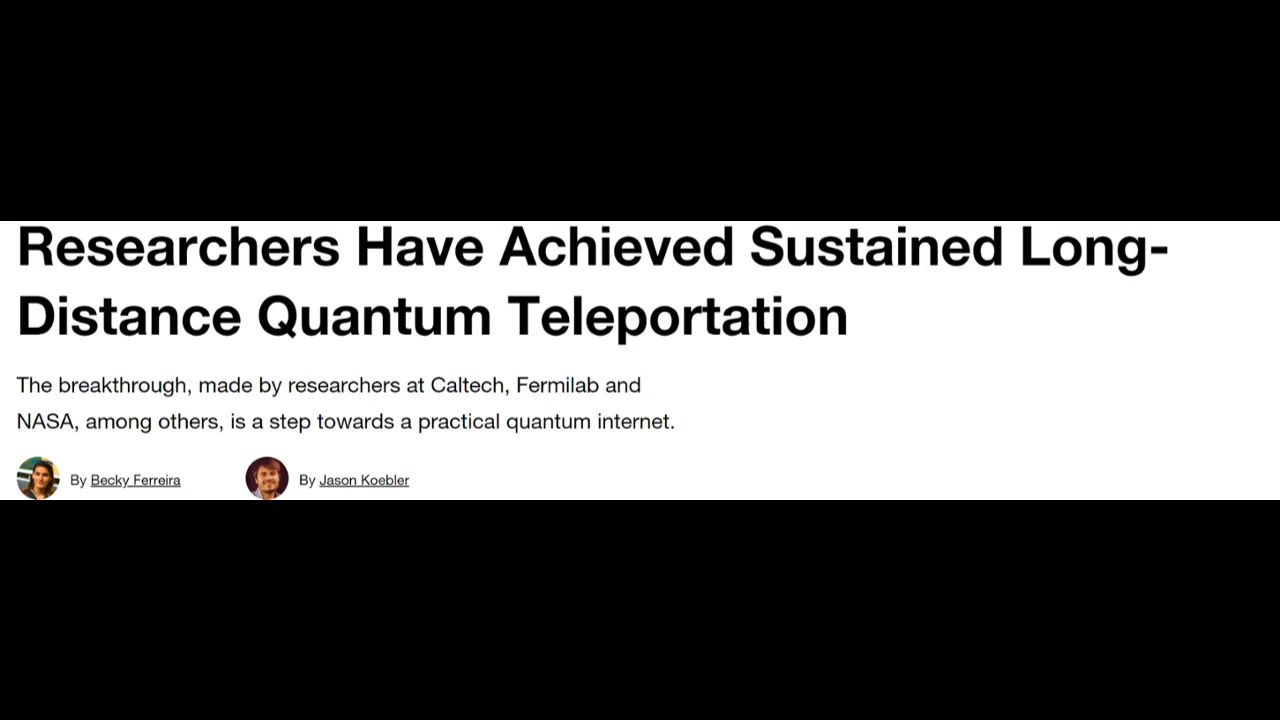 Researchers Have Achieved Sustained Long-
Distance Quantum Teleportation
The breakthrough, made by researchers at Caltech, Fermilab and
NASA, among others, is a step towards a practical quantum internet.
By Becky Ferreira By Jason Koebler